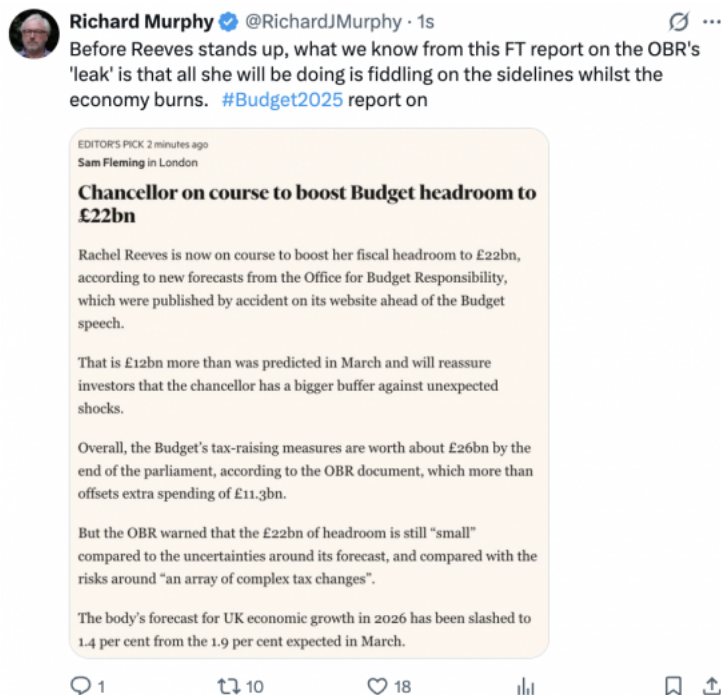 Richard Murphy @RichardJMurphy · 1s
Before Reeves stands up, what we know from this FT report on the OBR's
'leak' is that all she will be doing is fiddling on the sidelines whilst the
economy burns. #Budget2025 report on
EDITOR'S PICK 2 minutes ago
Sam Fleming in London
Chancellor on course to boost Budget headroom to
£22bn
Rachel Reeves is now on course to boost her fiscal headroom to £22bn,
according to new forecasts from the Office for Budget Responsibility,
which were published by accident on its website ahead of the Budget
speech.
That is £12bn more than was predicted in March and will reassure
investors that the chancellor has a bigger buffer against unexpected
shocks.
Overall, the Budget's tax-raising measures are worth about £26bn by the
end of the parliament, according to the OBR document, which more than
offsets extra spending of £11.3bn.
But the OBR warned that the £22bn of headroom is still “small”
compared to the uncertainties around its forecast, and compared with the
risks around “an array of complex tax changes”.
The body's forecast for UK economic growth in 2026 has been slashed to
1.4 per cent from the 1.9 per cent expected in March.
1 10 18